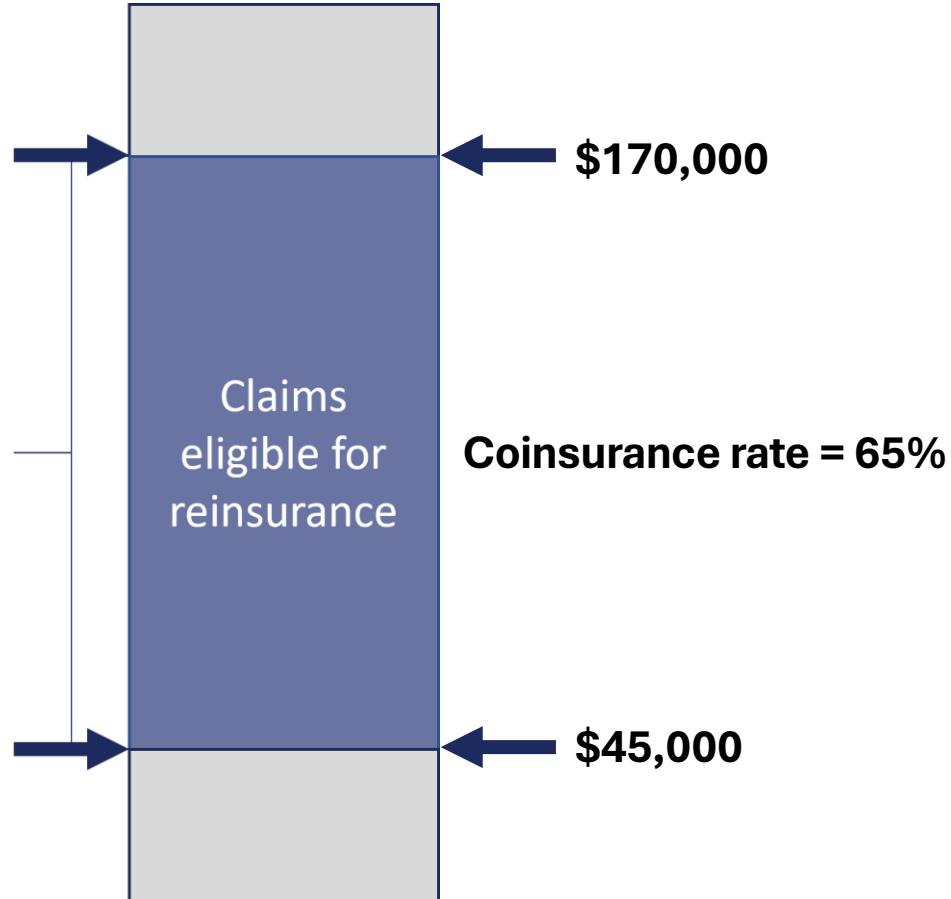 $170,000
Claims
eligible for
reinsurance
Coinsurance rate = 65%
$45,000